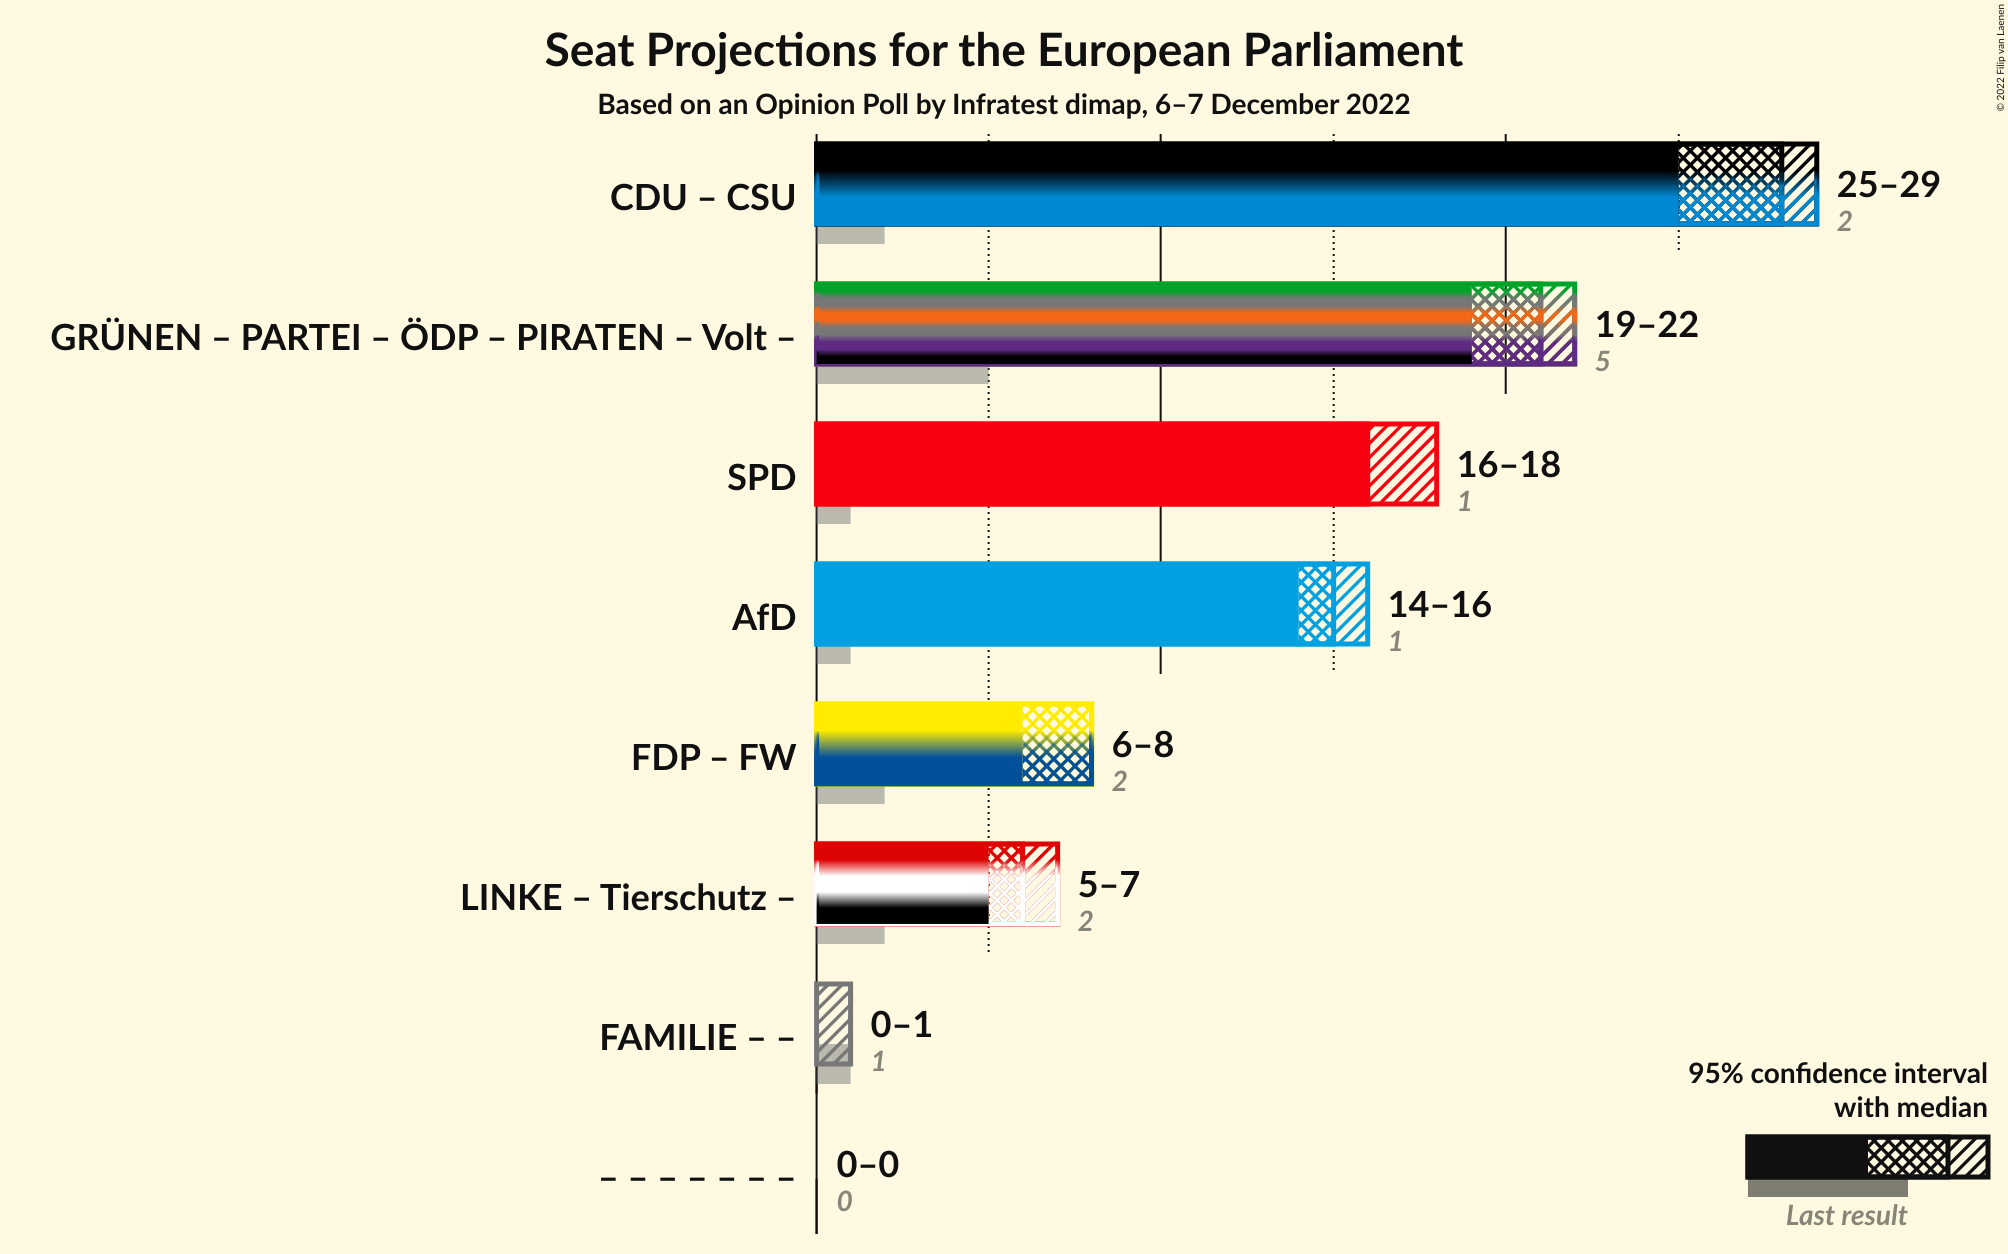 Seat Projections for the European Parliament
Based on an Opinion Poll by Infratest dimap, 6–7 December 2022
© 2022 Filip van Laenen
CDU – CSU
25–29
2
GRÜNEN – PARTEI – ÖDP – PIRATEN – Volt –
19–22
5
SPD
16–18
1
AfD
14–16
1
FDP – FW
6–8
2
LINKE – Tierschutz –
5–7
2
FAMILIE – –
0–1
1
– – – – – – –
0–0
0
95% confidence interval
with median
Last result